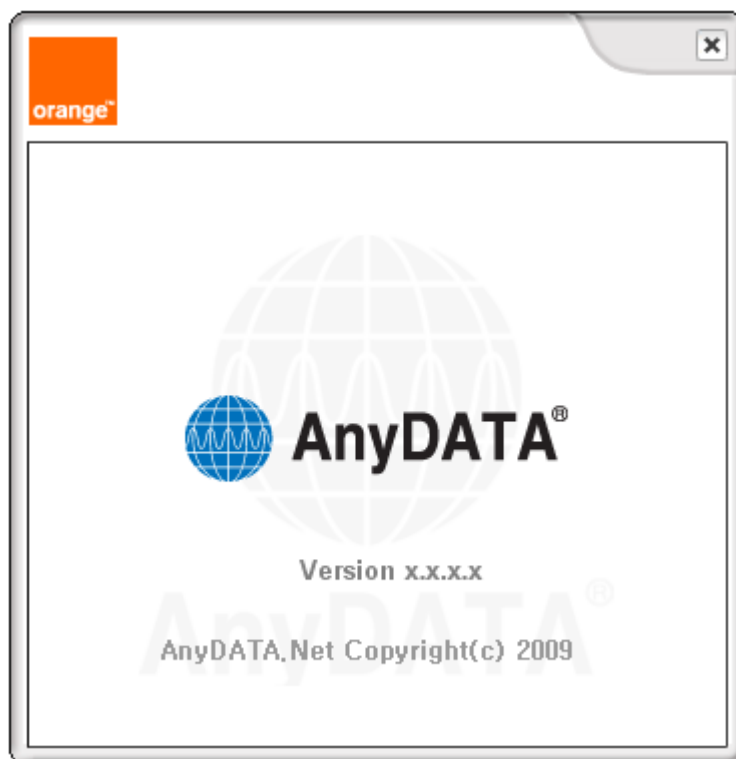 orange™
AnyDATA®
Version x.x.x.x
AnyDATA®
AnyDATA.Net Copyright(c) 2009